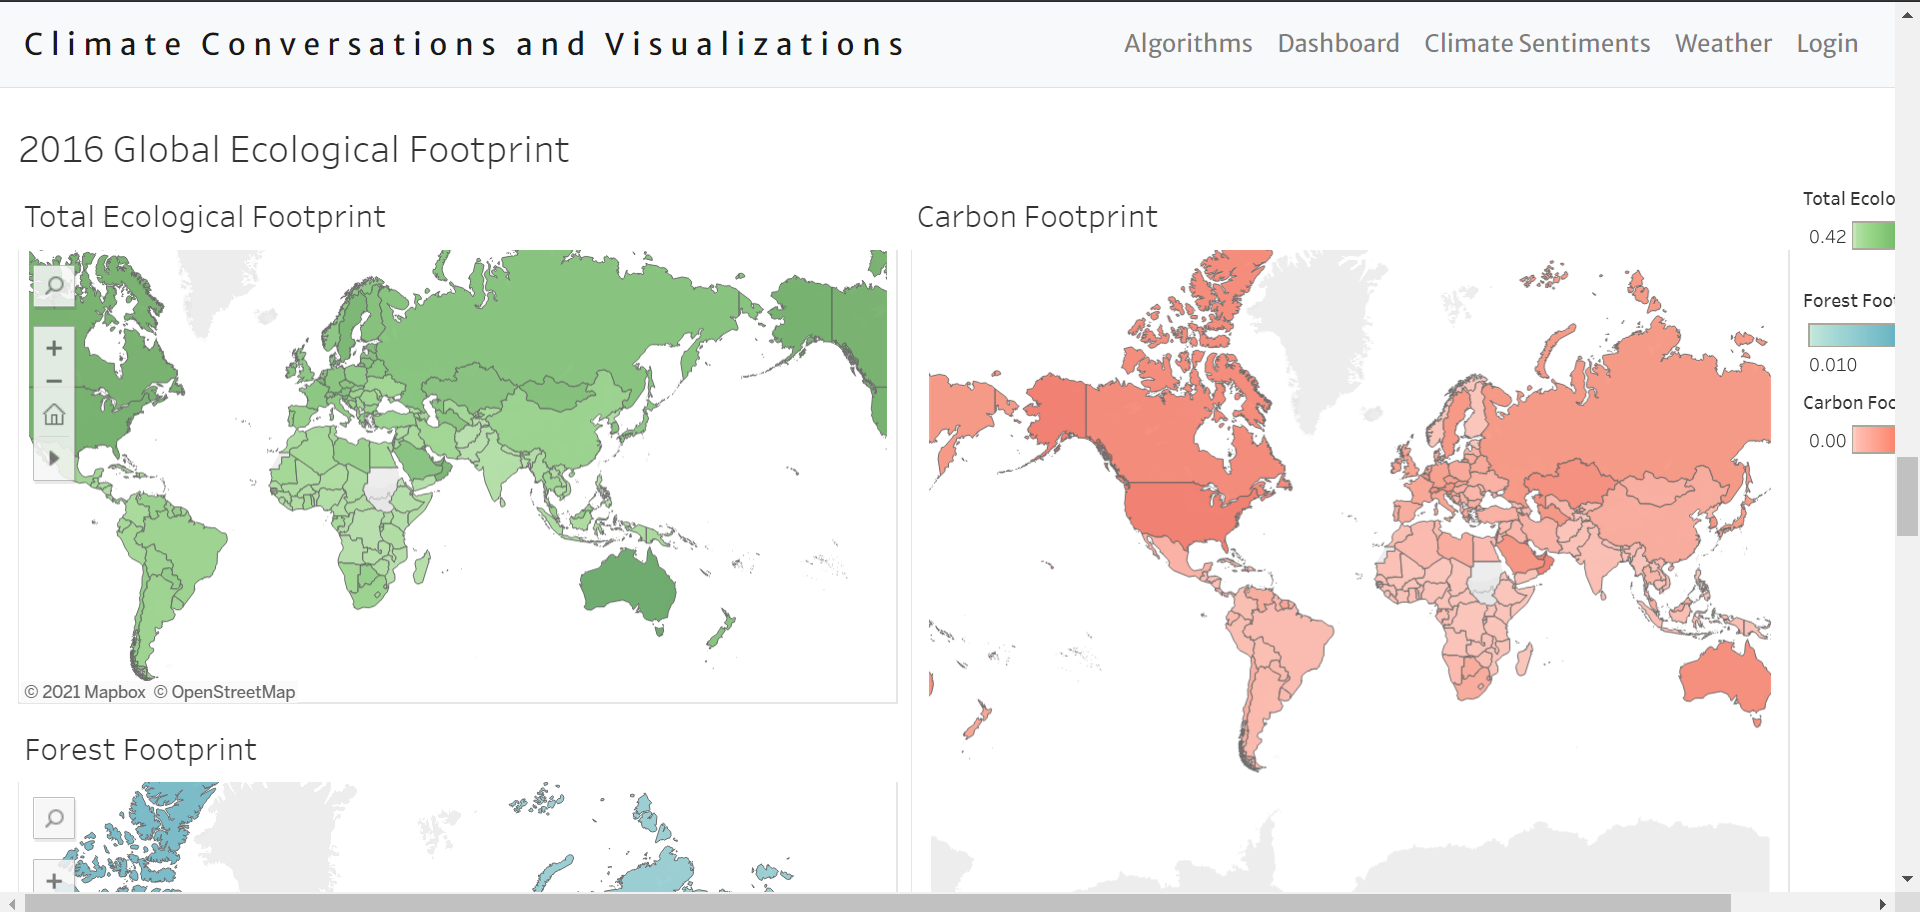 Climate Conversations and Visualizations
Algorithms Dashboard Climate Sentiments Weather Login
2016 Global Ecological Footprint
Total Ecological Footprint
© 2021 Mapbox © OpenStreetMap
Carbon Footprint
Forest Footprint
Total Ecolo
0.42
Forest Foot
0.010
Carbon Foo
0.00